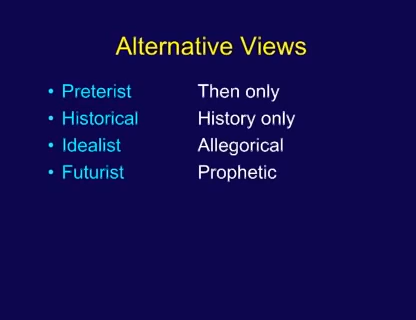 Alternative Views
• Preterist Then only
• Historical History only
• Idealist Allegorical
• Futurist Prophetic